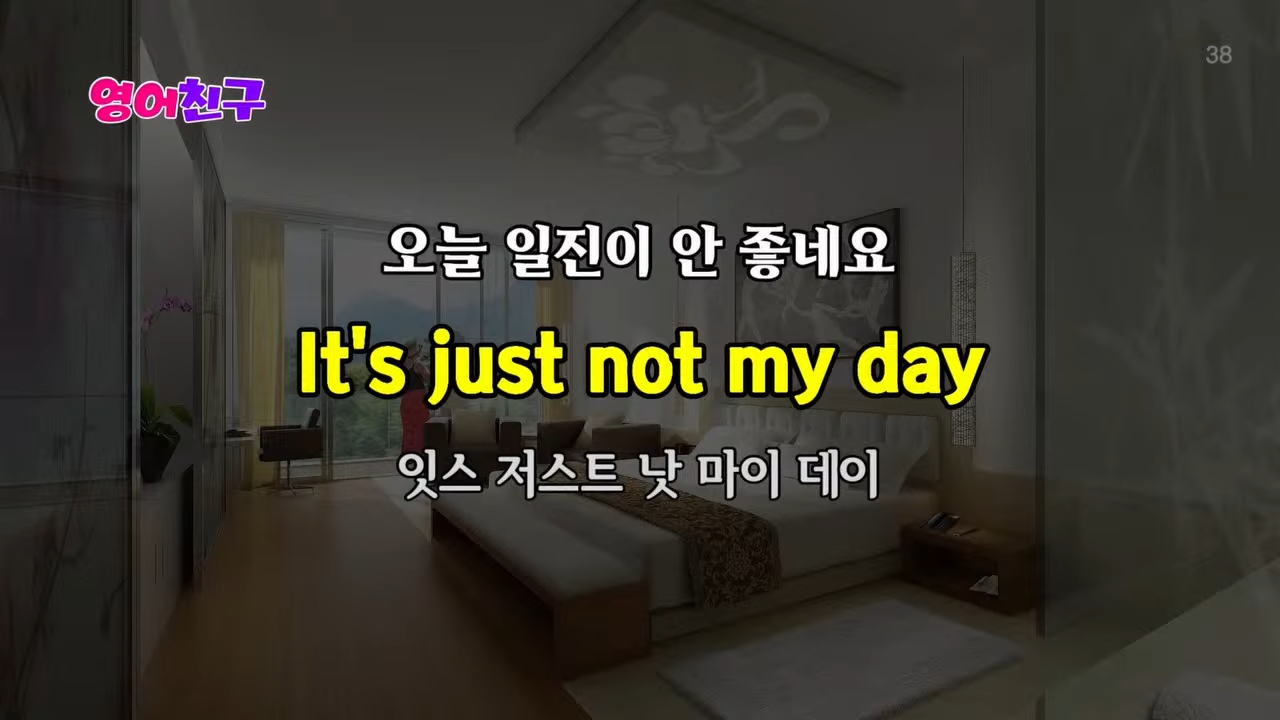 38
영어친구
오늘 일진이 안 좋네요
It's just not my day
잇스 저스트 낫 마이 데이